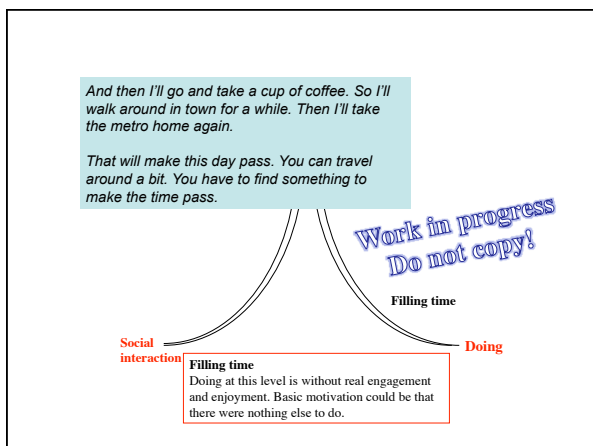 And then I'll go and take a cup of coffee. So I'll
walk around in town for a while. Then I'll take
the metro home again.
That will make this day pass. You can travel
around a bit. You have to find something to
make the time pass.
Work in progress
Do not copy!
Filling time
Social
interaction
Doing
Filling time
Doing at this level is without real engagement
and enjoyment. Basic motivation could be that
there were nothing else to do.